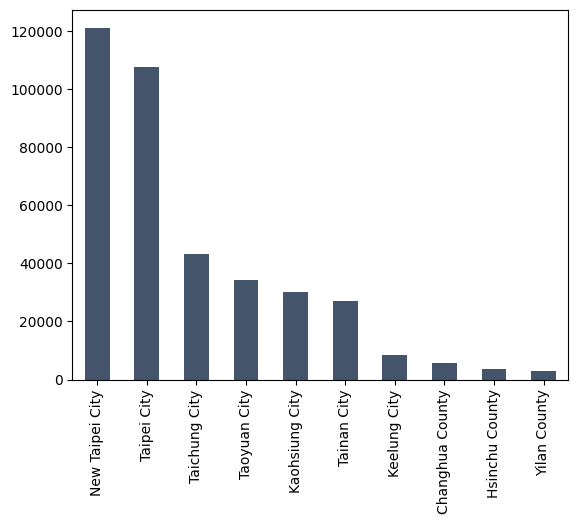 120000
100000
80000
60000
40000
20000
0
New Taipei City
Taipei City
Taichung City
Taoyuan City
Kaohsiung City
Tainan City
Keelung City
Changhua County
Hsinchu County
Yilan County